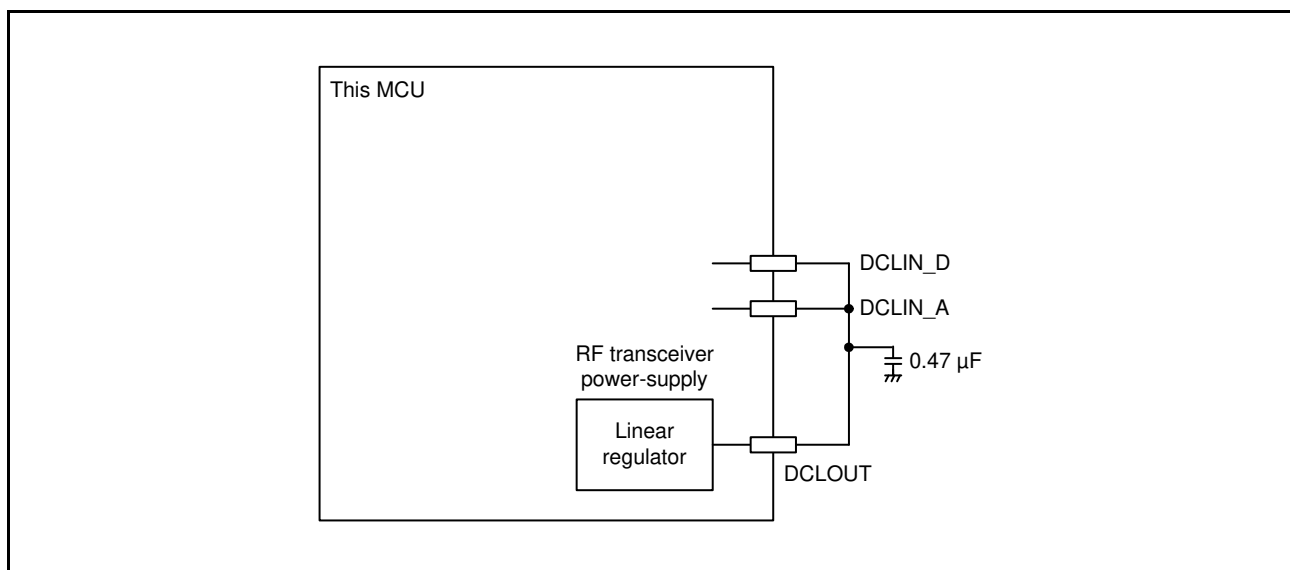 This MCU
DCLIN_D
DCLIN_A
0.47 µF
RF transceiver
power-supply
Linear
regulator
DCLOUT